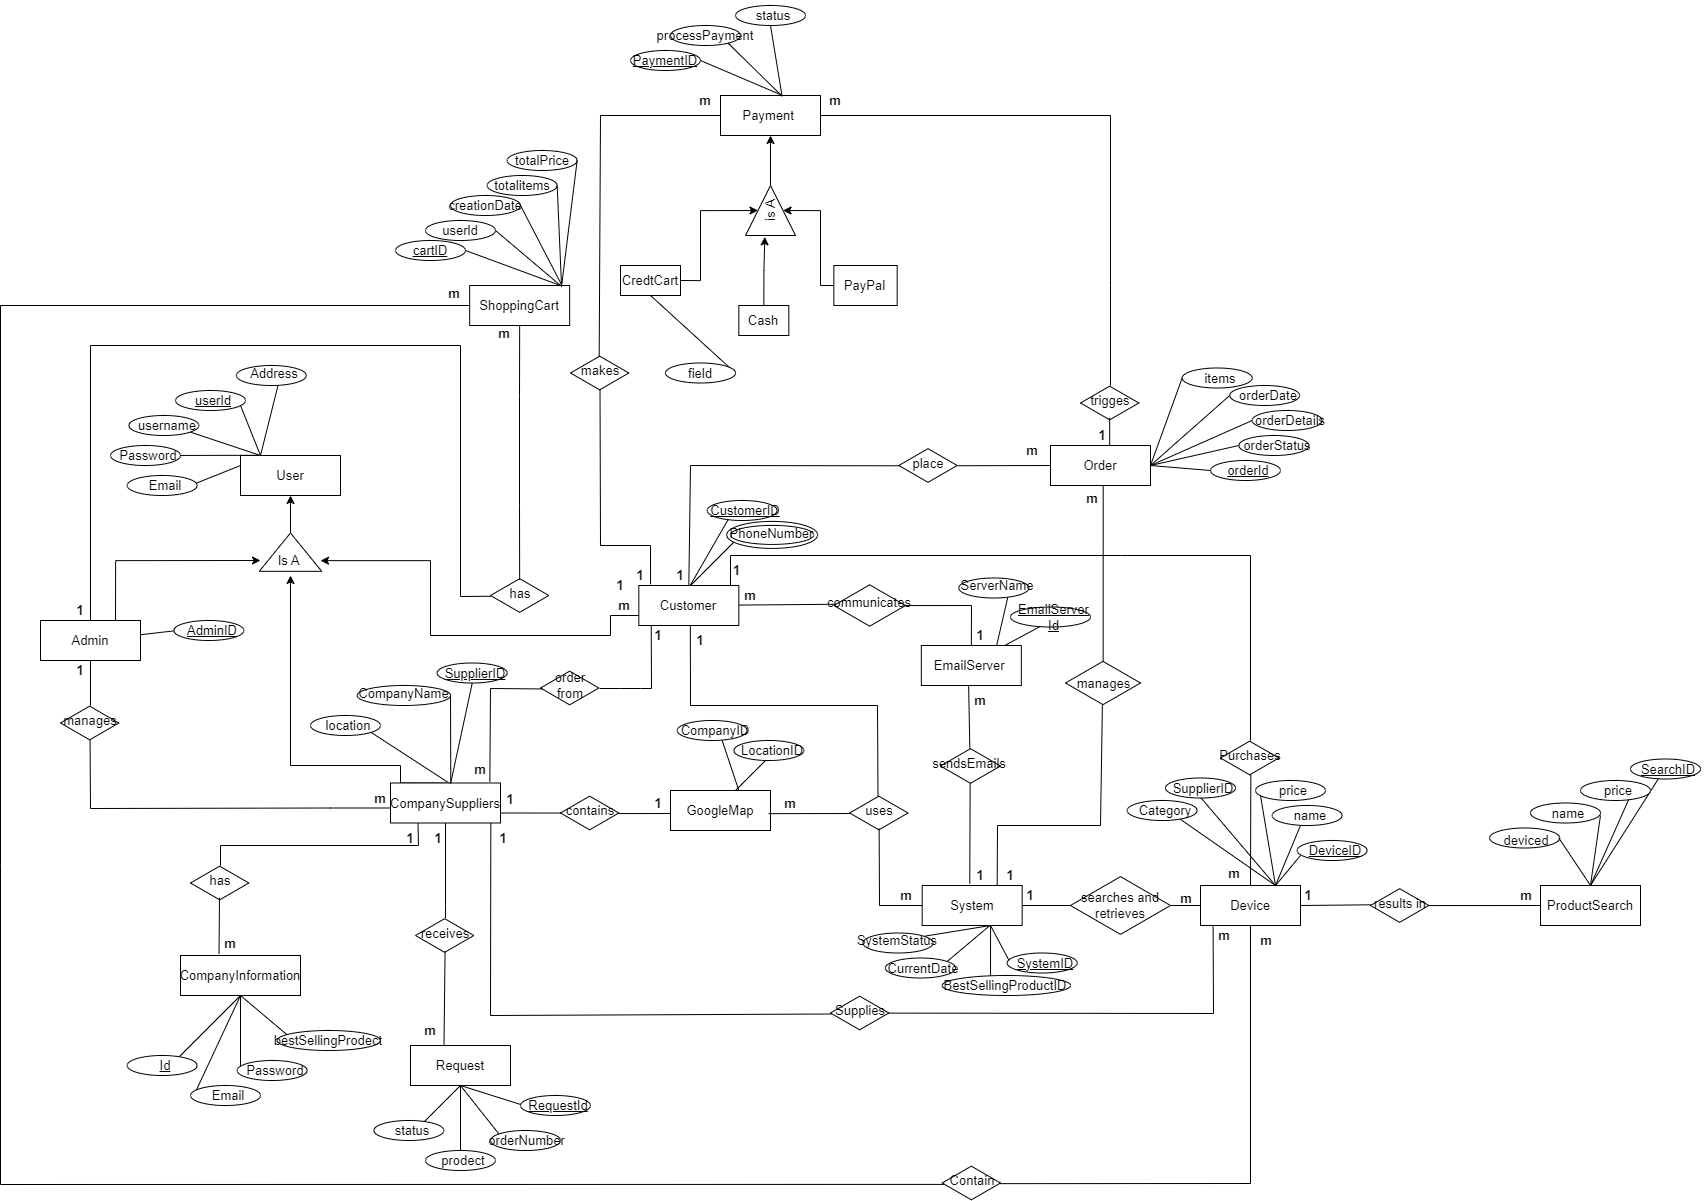 status
processPayment
PaymentID
m
m
Payment
totalPrice
totalitems
creationDate
userId
cartID
is A
m
ShoppingCart
CredtCart
PayPal
Cash
m
makes
field
Address
userId
username
Password
Email
User
items
orderDate
orderDetails
orderStatus
orderId
trigges
1
m
place
Order
m
CustomerID
PhoneNumber
Is A
has
1
1
1
1
m
Customer
m
communicates
ServerName
EmailServer
Id
1
1
1
1
EmailServer
m
1
Admin
AdminID
1
manages
SupplierID
CompanyName
location
order
from
manages
CompanyID
LocationID
sendsEmails
Purchases
m
m
CompanySuppliers
1
contains
1
GoogleMap
m
uses
SupplierID
Category
price
name
DeviceID
SearchID
price
name
deviced
1
1
1
has
m
1
1
m
System
1
searches and
retrieves
m
Device
1
results in
m
ProductSearch
receives
m
m
m
SystemStatus
CurrentDate
SystemID
BestSellingProductID
CompanyInformation
Supplies
m
bestSellingProdect
Id
Password
Email
Request
RequestId
status
orderNumber
prodect
Contain